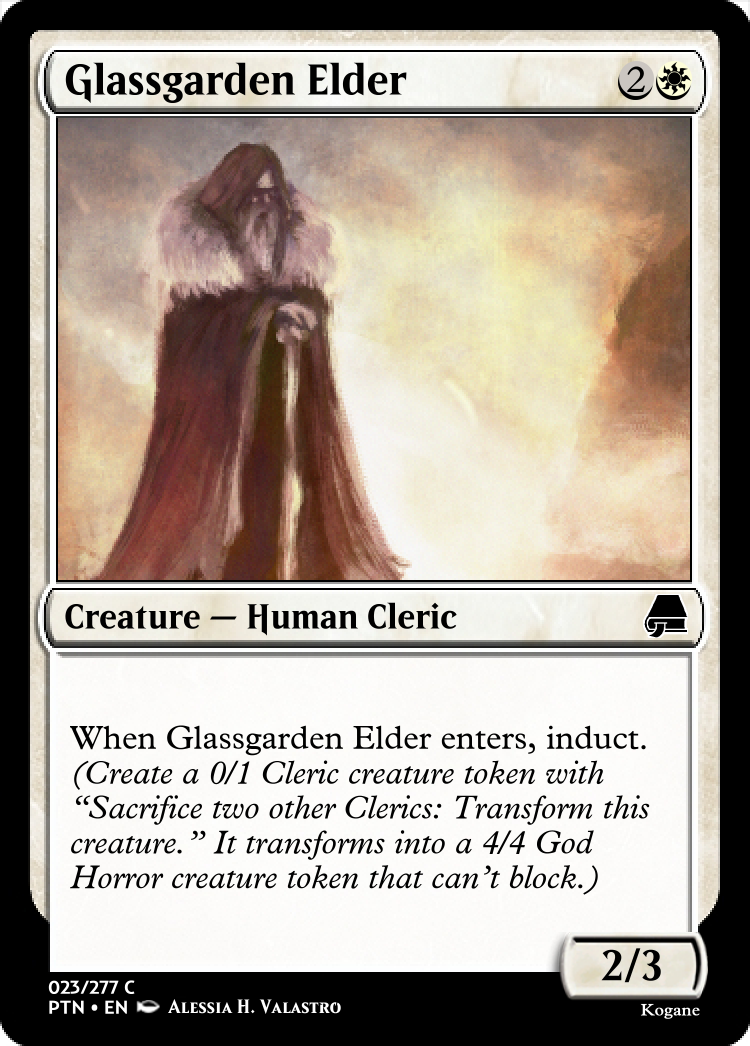 Glassgarden Elder 2
Creature — Human Cleric
When Glassgarden Elder enters, induct.
(Create a 0/1 Cleric creature token with
“Sacrifice two other Clerics: Transform this
creature.” It transforms into a 4/4 God
Horror creature token that can’t block.)
2/3
023/277 C
PTN • EN Alessia H. Valastro
Kogane